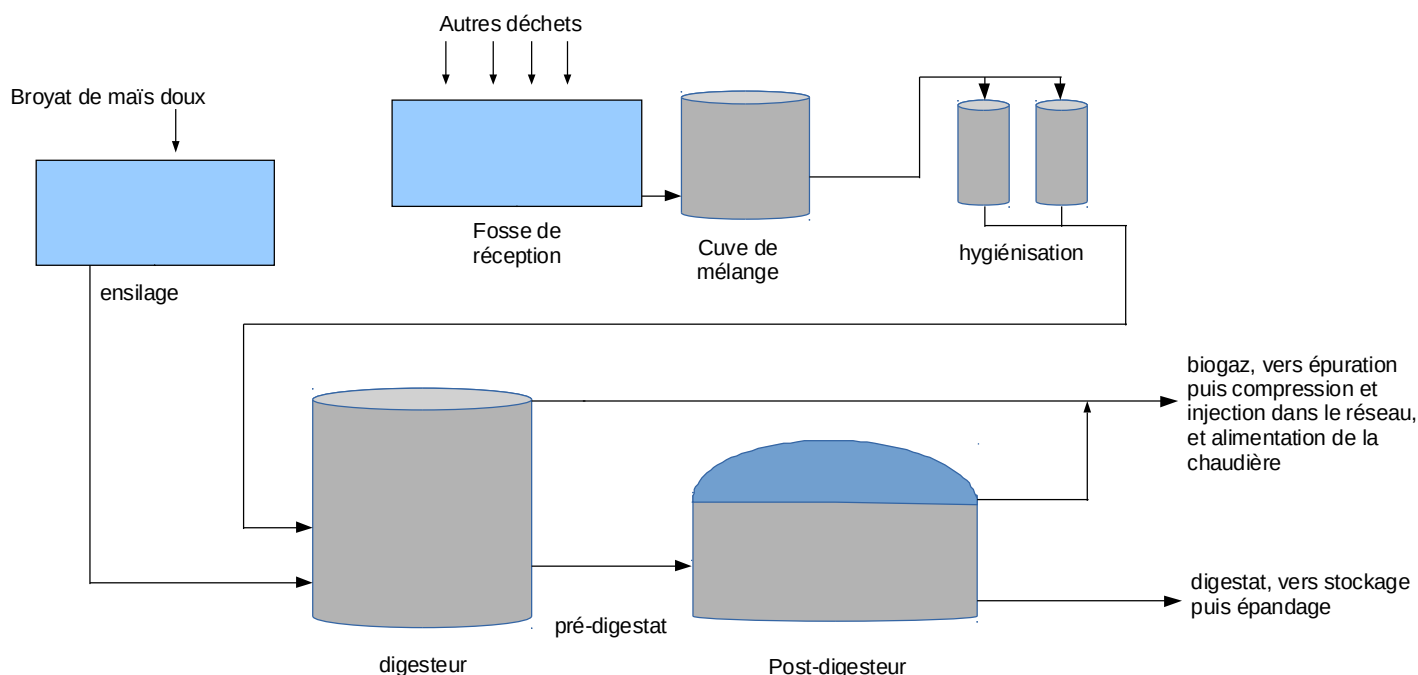 Autres déchets
Broyat de maïs doux
Fosse de
réception
Cuve de
mélange
hygiénisation
ensilage
biogaz, vers épuration
puis compression et
injection dans le réseau,
et alimentation de la
chaudière
digestat, vers stockage
puis épandage
pré-digestat
digesteur
Post-digesteur